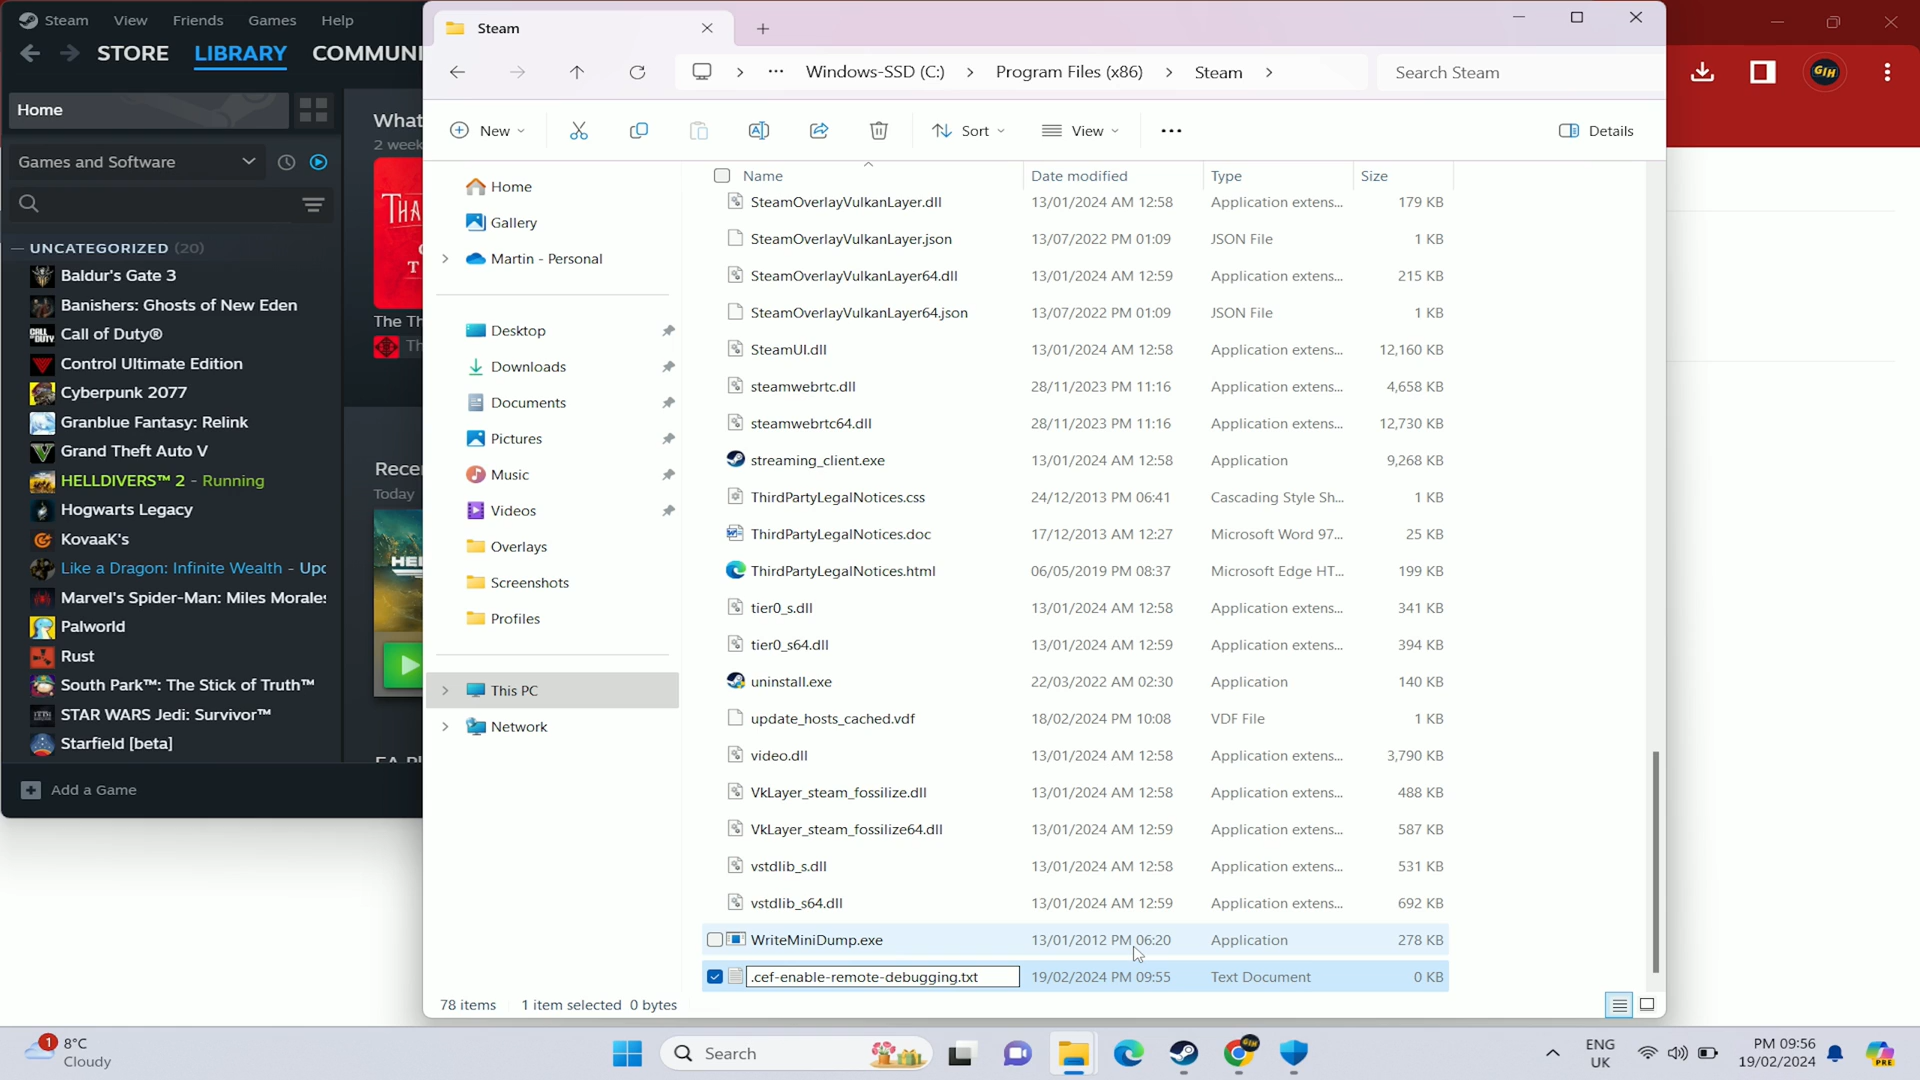 Steam View Friends Games Help
STORE LIBRARY COMMUN
Home
Games and Software
UNCATEGORIZED (20)
Baldur's Gate 3
Banishers: Ghosts of New Eden
Call of Duty®
Control Ultimate Edition
Cyberpunk 2077
Granblue Fantasy: Relink
Grand Theft Auto V
HELLDIVERS™ 2 - Running
Hogwarts Legacy
KovaaK's
Like a Dragon: Infinite Wealth - Upd
Marvel's Spider-Man: Miles Morales
Palworld
Rust
South Park™: The Stick of Truth™
STAR WARS Jedi: Survivor™
Starfield [beta]
Add a Game
What
2 week
THA
The Th
Th
Recen
Today
HE
Steam
Windows-SSD (C:) Program Files (x86) Steam
Search Steam
GIH
New Sort View Details
Home
Gallery
Martin - Personal
Desktop
Downloads
Documents
Pictures
Music
Videos
Overlays
Screenshots
Profiles
This PC
Network
Name Date modified Type Size
SteamOverlayVulkanLayer.dll 13/01/2024 AM 12:58 Application extens... 179 KB
SteamOverlayVulkanLayer.json 13/07/2022 PM 01:09 JSON File 1 KB
SteamOverlayVulkanLayer64.dll 13/01/2024 AM 12:59 Application extens... 215 KB
SteamOverlayVulkanLayer64.json 13/07/2022 PM 01:09 JSON File 1 KB
SteamUI.dll 13/01/2024 AM 12:58 Application extens... 12,160 KB
steamwebrtc.dll 28/11/2023 PM 11:16 Application extens... 4,658 KB
steamwebrtc64.dll 28/11/2023 PM 11:16 Application extens... 12,730 KB
streaming_client.exe 13/01/2024 AM 12:58 Application 9,268 KB
ThirdPartyLegalNotices.css 24/12/2013 PM 06:41 Cascading Style Sh... 1 KB
ThirdPartyLegalNotices.doc 17/12/2013 AM 12:27 Microsoft Word 97... 25 KB
ThirdPartyLegalNotices.html 06/05/2019 PM 08:37 Microsoft Edge HT... 199 KB
tier0_s.dll 13/01/2024 AM 12:58 Application extens... 341 KB
tier0_s64.dll 13/01/2024 AM 12:59 Application extens... 394 KB
uninstall.exe 22/03/2022 AM 02:30 Application 140 KB
update_hosts_cached.vdf 18/02/2024 PM 10:08 VDF File 1 KB
video.dll 13/01/2024 AM 12:58 Application extens... 3,790 KB
VkLayer_steam_fossilize.dll 13/01/2024 AM 12:58 Application extens... 488 KB
VkLayer_steam_fossilize64.dll 13/01/2024 AM 12:59 Application extens... 587 KB
vstdlib_s.dll 13/01/2024 AM 12:58 Application extens... 531 KB
vstdlib_s64.dll 13/01/2024 AM 12:59 Application extens... 692 KB
WriteMiniDump.exe 13/01/2012 PM 06:20 Application 278 KB
.cef-enable-remote-debugging.txt 19/02/2024 PM 09:55 Text Document 0 KB
78 items 1 item selected 0 bytes
1 8°C
Cloudy
Search
ENG
UK
PM 09:56
19/02/2024
PRE